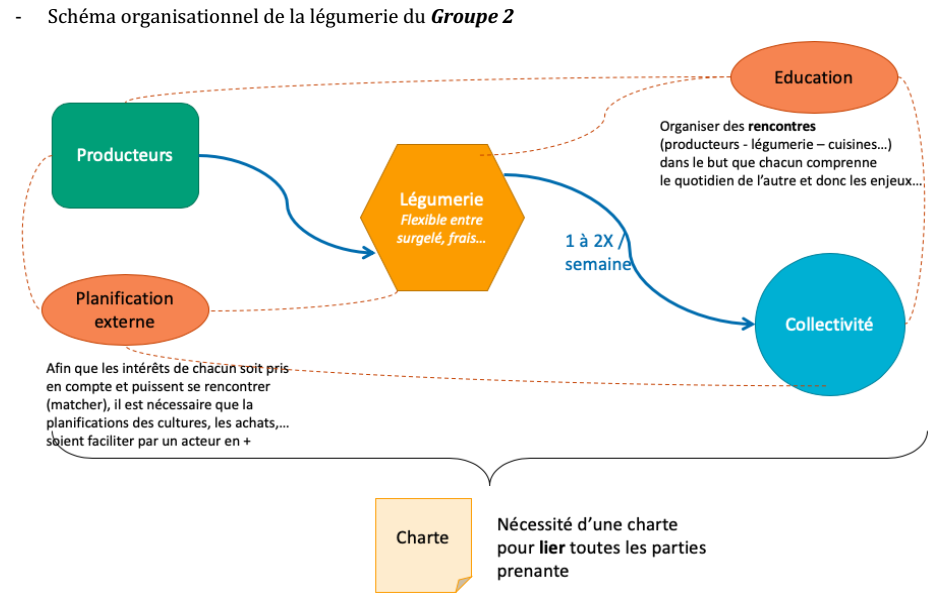 - Schéma organisationnel de la légumerie du Groupe 2
Education
Organiser des rencontres
(producteurs - légumerie – cuisines…)
dans le but que chacun comprenne
le quotidien de l'autre et donc les enjeux…
Producteurs
Légumerie
Flexible entre
surgelé, frais…
1 à 2X /
semaine
Planification
externe
Collectivité
Afin que les intérêts de chacun soit pris
en compte et puissent se rencontrer
(matcher), il est nécessaire que la
planifications des cultures, les achats,…
soient faciliter par un acteur en +
Charte
Nécessité d'une charte
pour lier toutes les parties
prenante